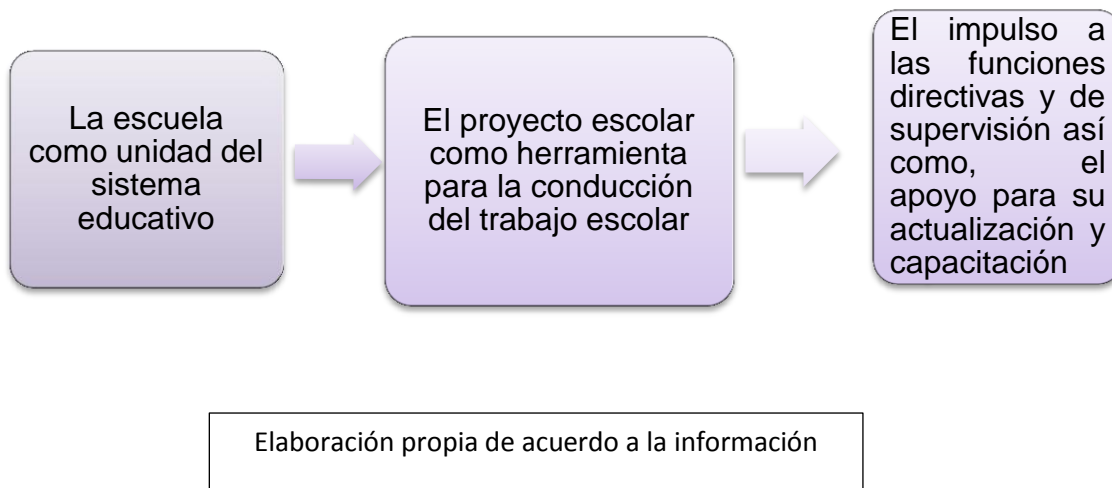 La escuela
como unidad del
sistema
educativo
El proyecto escolar
como herramienta
para la conducción
del trabajo escolar
El impulso a
las funciones
directivas y de
supervisión así
como, el
apoyo para su
actualización y
capacitación
Elaboración propia de acuerdo a la información